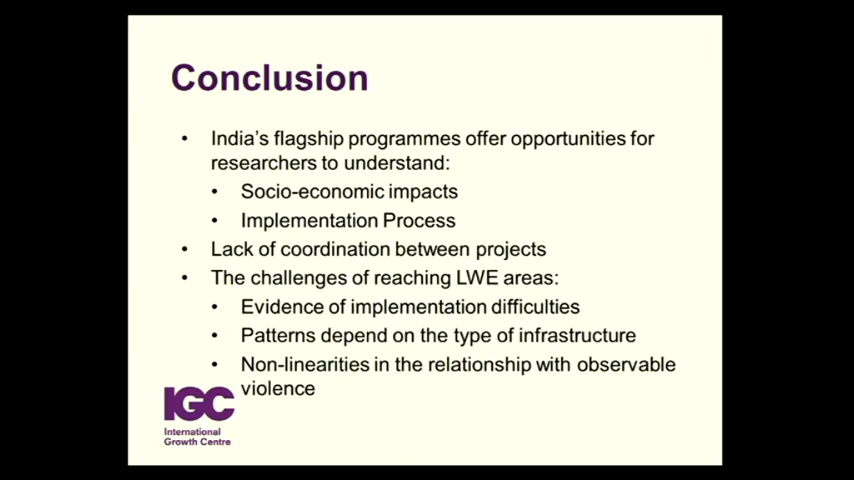 Conclusion
• India's flagship programmes offer opportunities for
researchers to understand:
• Socio-economic impacts
• Implementation Process
• Lack of coordination between projects
• The challenges of reaching LWE areas:
• Evidence of implementation difficulties
• Patterns depend on the type of infrastructure
• Non-linearities in the relationship with observable
violence
IGC
International
Growth Centre